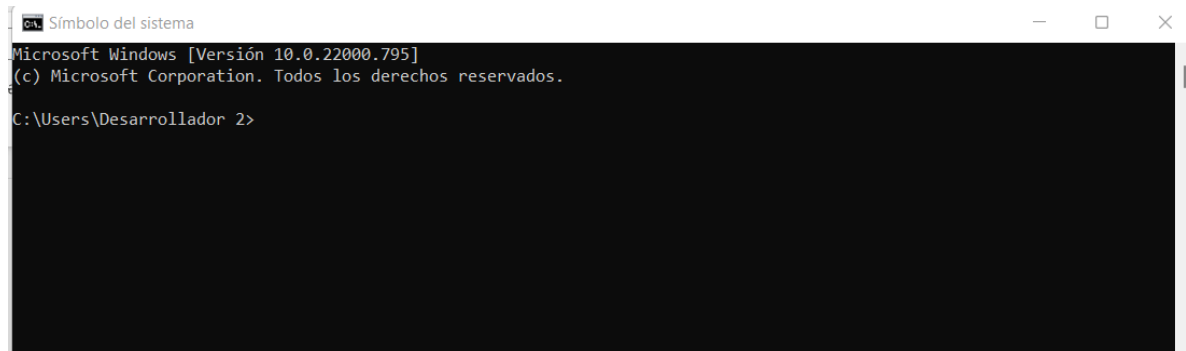 Símbolo del sistema
Microsoft Windows [Versión 10.0.22000.795]
(c) Microsoft Corporation. Todos los derechos reservados.
C:\Users\Desarrollador 2>